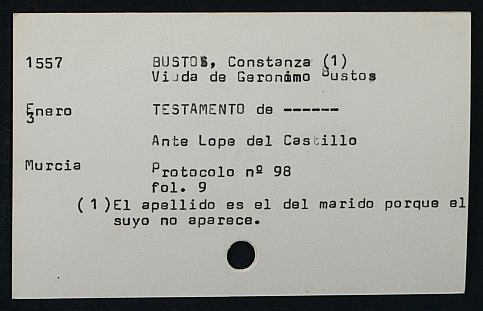 1557 BUSTOS, Constanza (1)
Viuda de Geronimo Bustos
Enero
3 TESTAMENTO de ------
Ante Lope del Castillo
Murcia Protocolo nº 98
fol. 9
(1) El apellido es el del marido porque el
suyo no aparece.